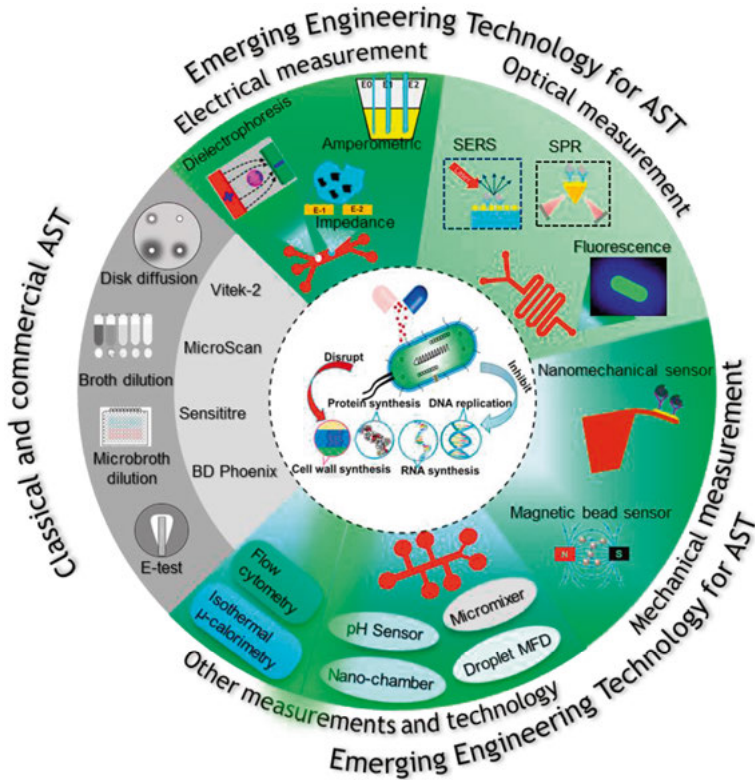 Emerging Engineering Technology for AST
Electrical measurement
Dielectrophoresis
E0 E1 E2
Amperometric
E-1 E-2
Impedance
Optical measurement
SERS
Laser
SPR
Fluorescence
Mechanical measurement
Nanomechanical sensor
Magnetic bead sensor
N S
Emerging Engineering Technology for AST
Other measurements and technology
Micromixer
Droplet MFD
pH Sensor
Nano-chamber
Flow
cytometry
Isothermal
μ-calorimetry
Classical and commercial AST
Disk diffusion
Broth dilution
Microbroth
dilution
E-test
Vitek-2
MicroScan
Sensititre
BD Phoenix
Disrupt
Inhibit
Protein synthesis
DNA replication
Cell wall synthesis
RNA synthesis